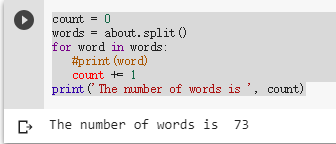 count = 0
words = about.split()
for word in words:
    #print(word)
    count += 1
print('The number of words is ', count)
The number of words is  73